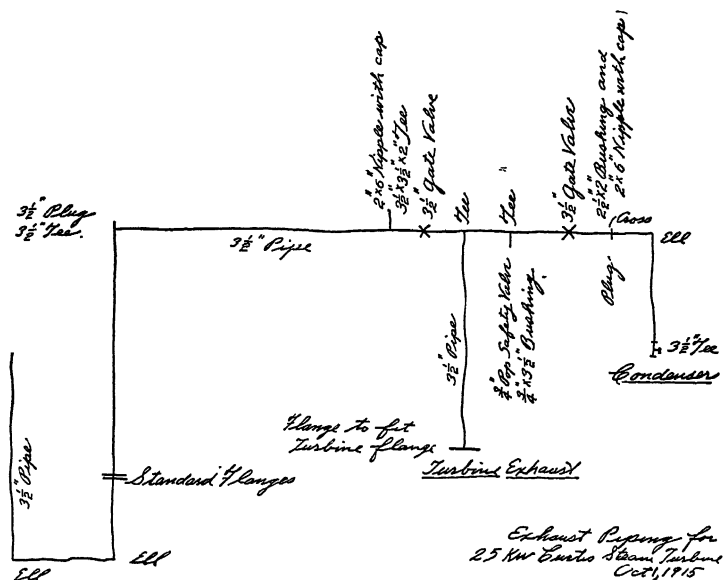 2"x6" Nipple with cap
3½"x3½"x2" Tee
3½" Gate Valve
Tee
Tee
3½" Gate Valve
2½"x2" Bushing and
2"x6" Nipple with cap
Cross
3½" Plug
3½" Tee.
3½" Pipe
Ell
Plug
3½" Pipe
¾" Pop Safety Valve
¾"x3½" Bushing.
3½" Tee
Condenser
Flange to fit
Turbine flange
Turbine Exhaust
3½" Pipe
Standard Flanges
Ell
Ell
Exhaust Piping for
25 KW Curtis Steam Turbine
Oct 1, 1915